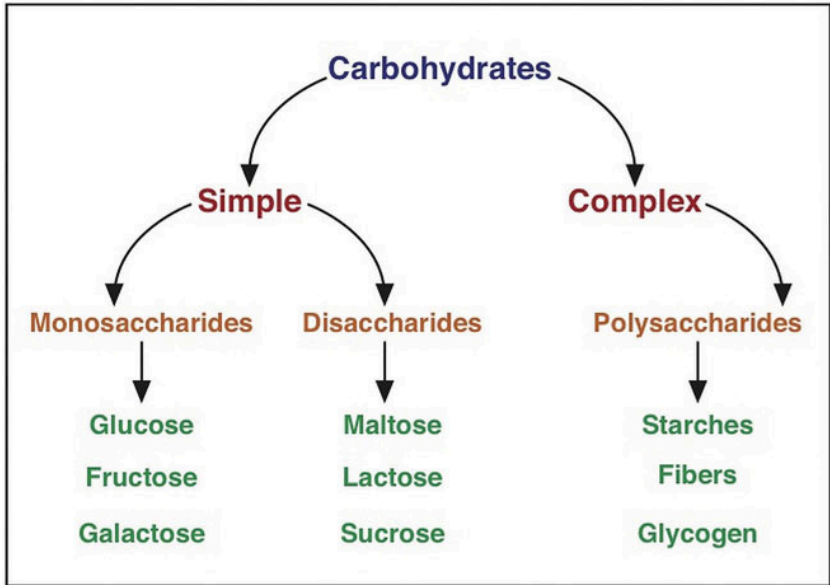 Carbohydrates
Simple Complex
Monosaccharides Disaccharides Polysaccharides
Glucose Maltose Starches
Fructose Lactose Fibers
Galactose Sucrose Glycogen